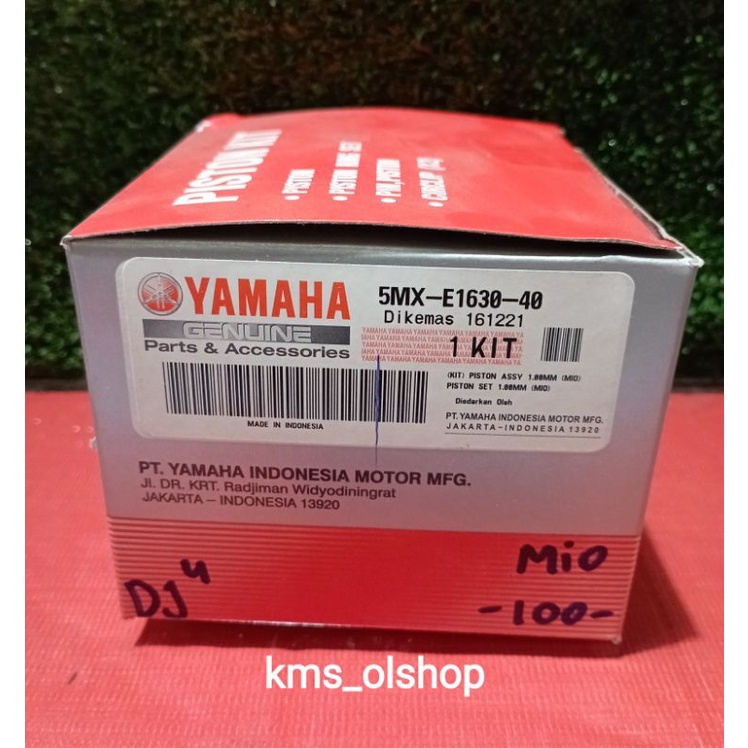 PISTON KIT
• PISTON
• PISTON RING SET
• PIN, PISTON
• CIRCLIP (2)
YAMAHA
GENUINE
Parts & Accessories
5MX-E1630-40
Dikemas 161221
1 KIT
(KIT) PISTON ASSY 1.00MM (MIO)
PISTON SET 1.00MM (MIO)
Diedarkan Oleh
PT. YAMAHA INDONESIA MOTOR MFG.
JAKARTA-INDONESIA 13920
MADE IN INDONESIA
PT. YAMAHA INDONESIA MOTOR MFG.
Jl. DR. KRT. Radjiman Widyodiningrat
JAKARTA – INDONESIA 13920
DJ4
Mio
-100-
kms_olshop